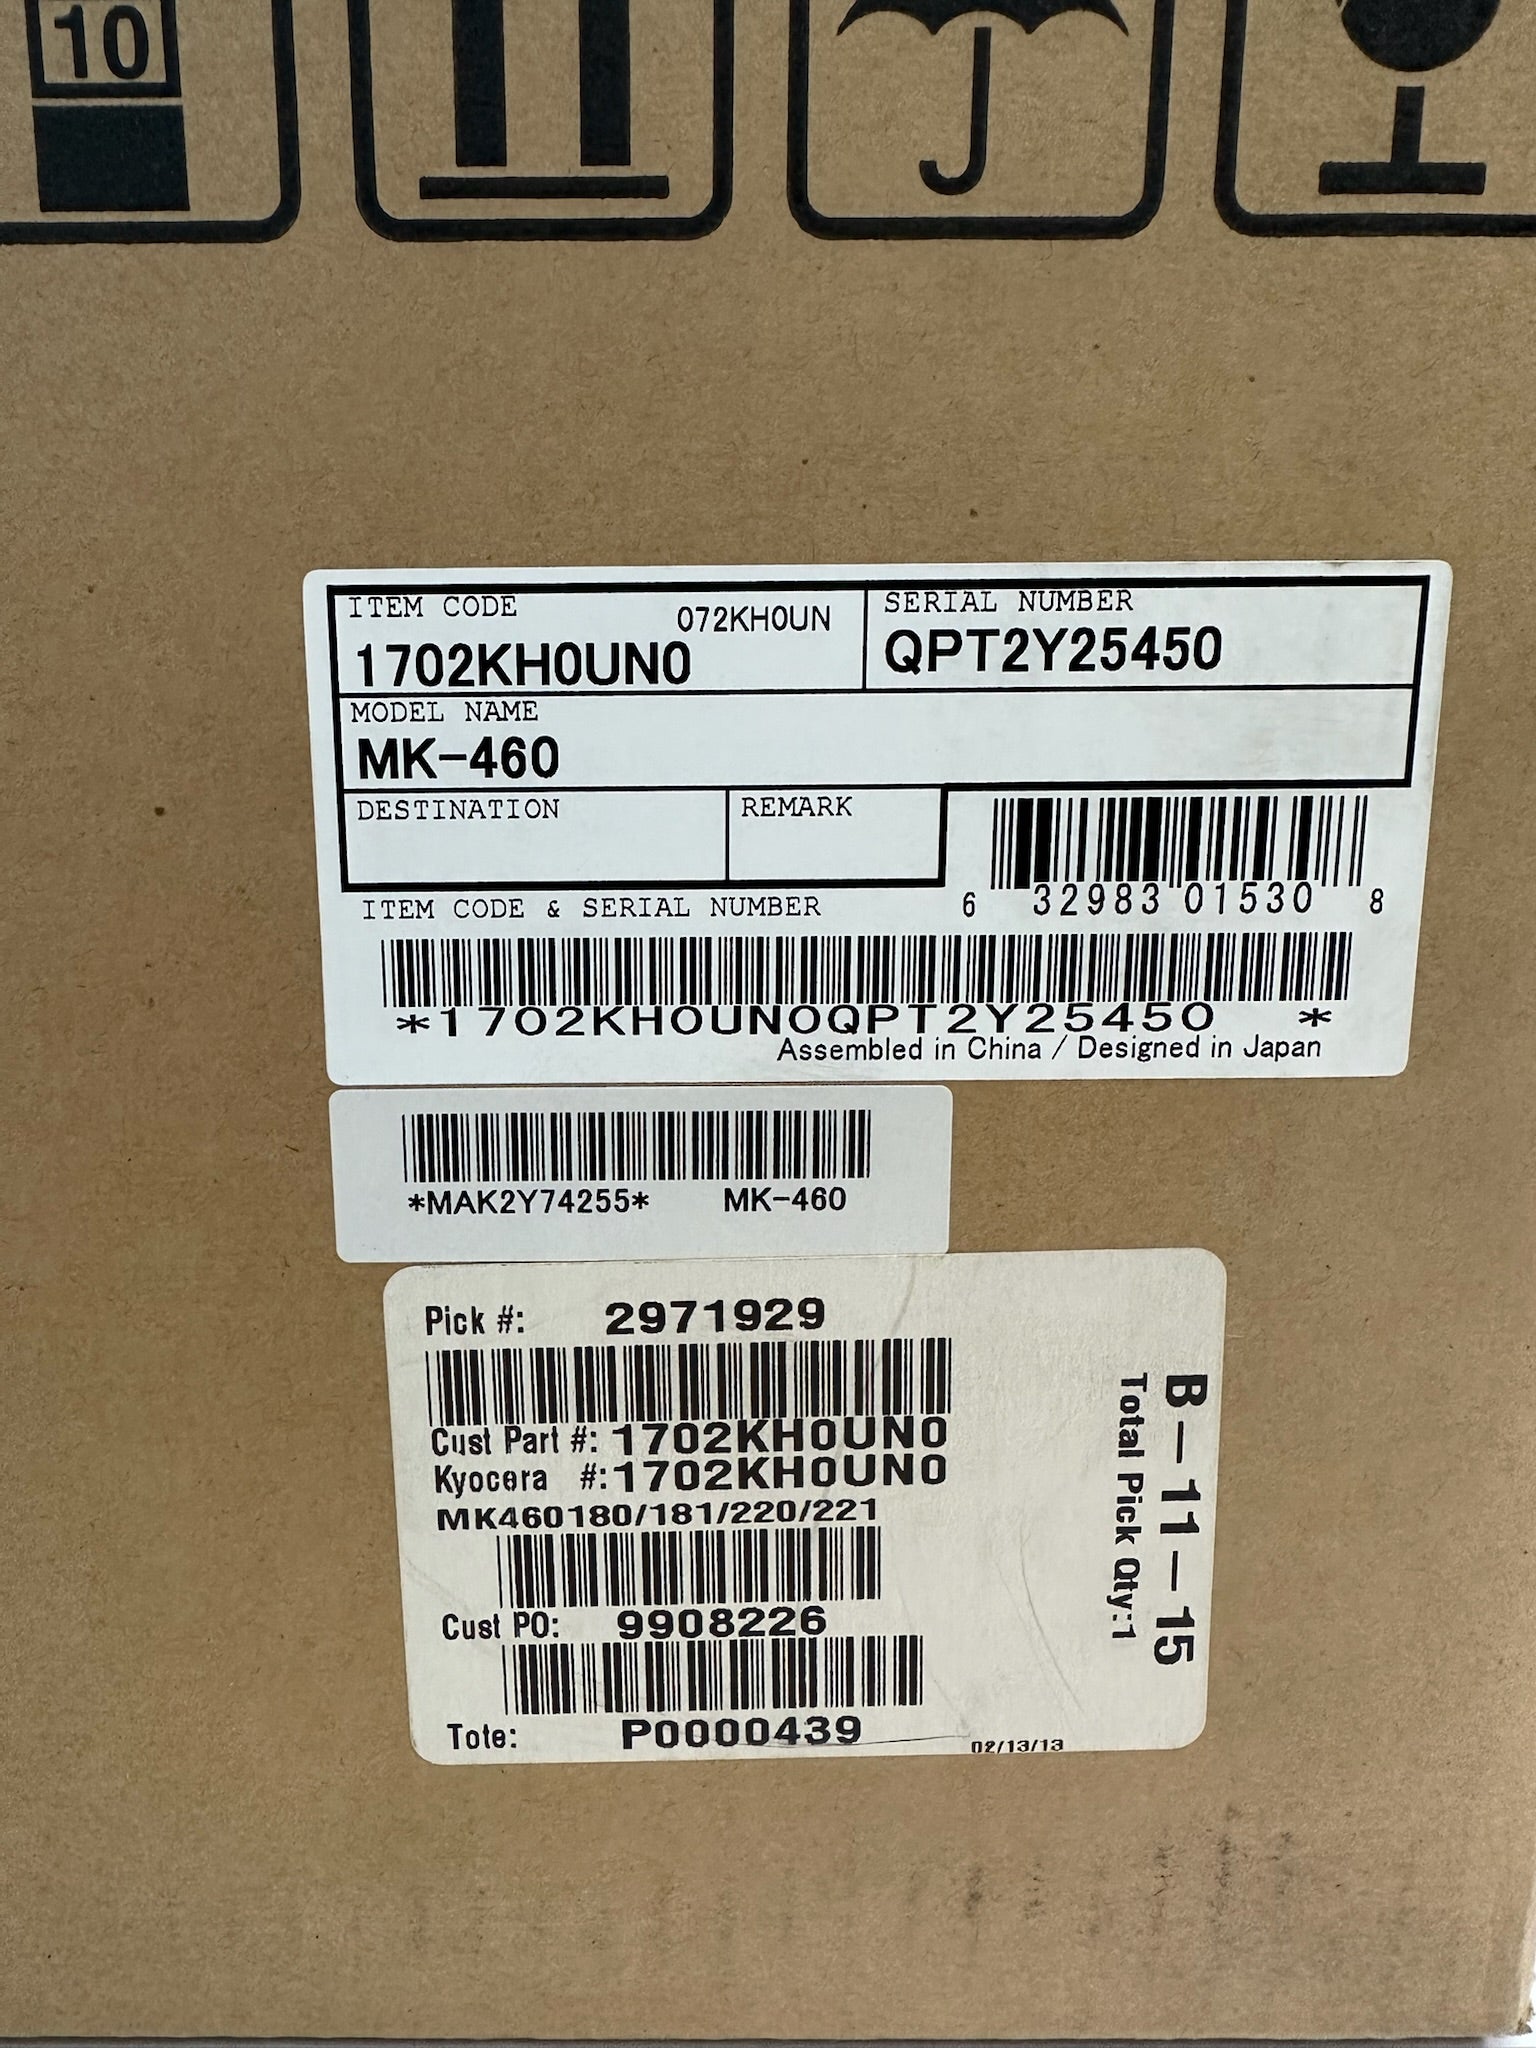 10
ITEM CODE 072KH0UN
1702KH0UN0
SERIAL NUMBER
QPT2Y25450
MODEL NAME
MK-460
DESTINATION
REMARK
6 32983 01530 8
ITEM CODE & SERIAL NUMBER
*1702KH0UN0QPT2Y25450 *
Assembled in China / Designed in Japan
*MAK2Y74255* MK-460
Pick #: 2971929
Cust Part #: 1702KH0UN0
Kyocera #: 1702KH0UN0
MK460180/181/220/221
Cust PO: 9908226
Tote: P0000439
02/13/13
B-11-15
Total Pick Qty:1